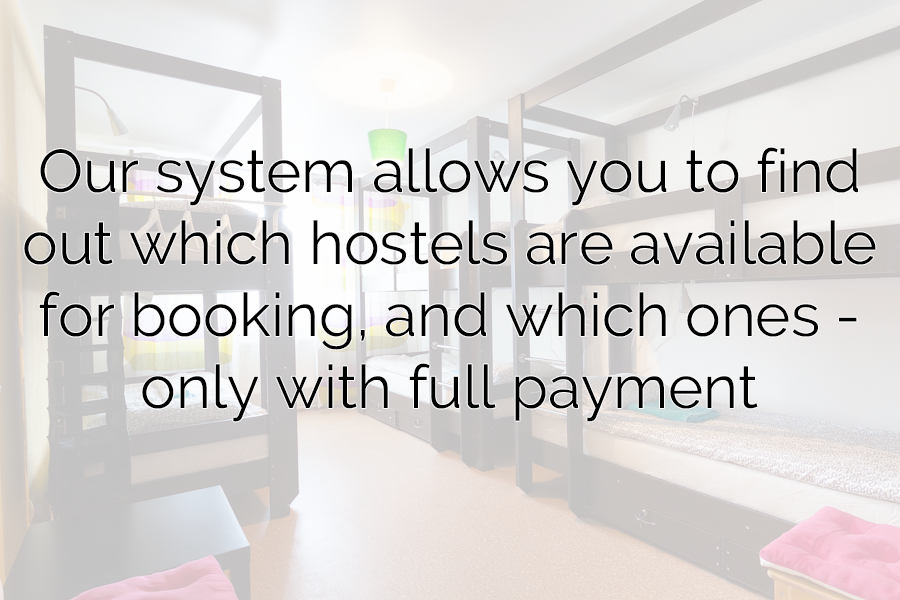 Our system allows you to find
out which hostels are available
for booking, and which ones -
only with full payment